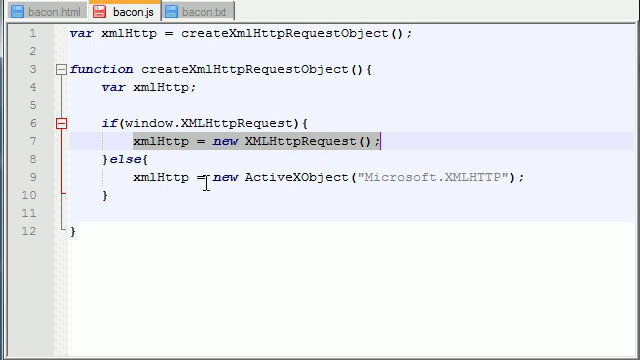 bacon.html bacon.js bacon.txt
1 var xmlHttp = createXmlHttpRequestObject();
2
3 function createXmlHttpRequestObject(){
4 var xmlHttp;
5
6 if(window.XMLHttpRequest){
7 xmlHttp = new XMLHttpRequest();
8 }else{
9 xmlHttp = new ActiveXObject("Microsoft.XMLHTTP");
10 }
11
12 }